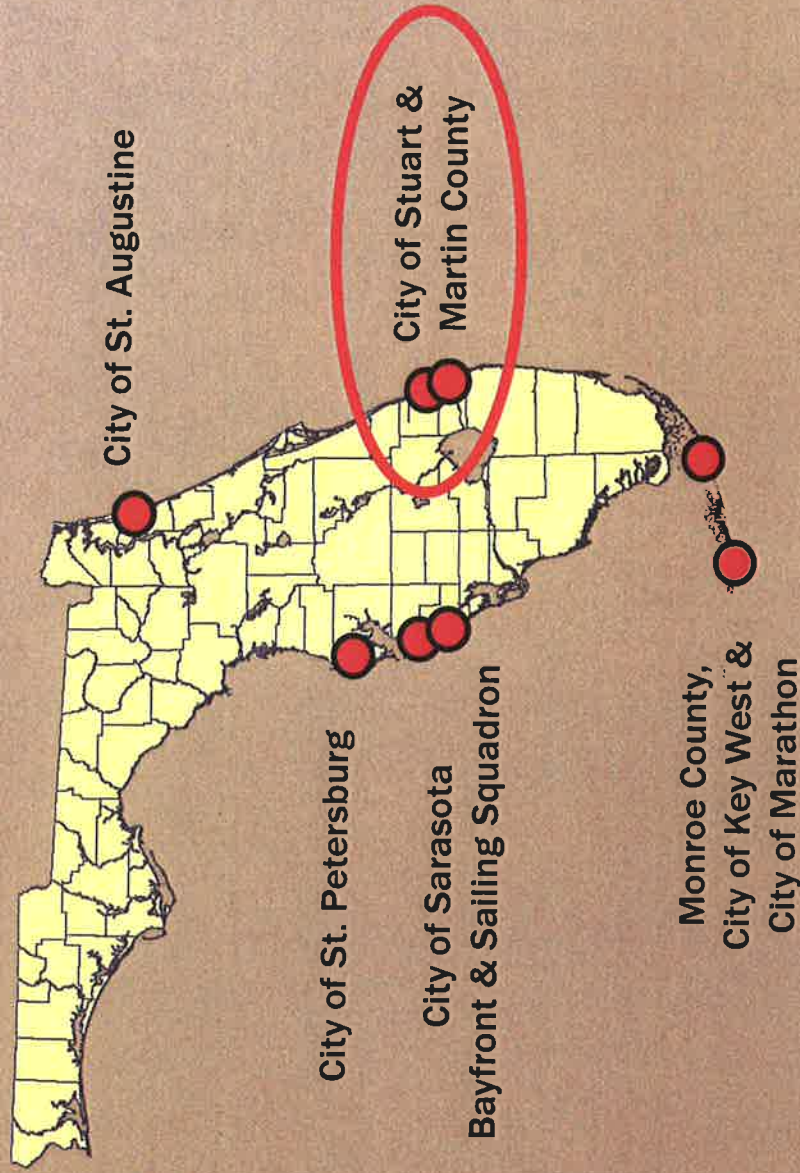 City of St. Augustine
City of Stuart &
Martin County
City of St. Petersburg
City of Sarasota
Bayfront & Sailing Squadron
Monroe County,
City of Key West &
City of Marathon